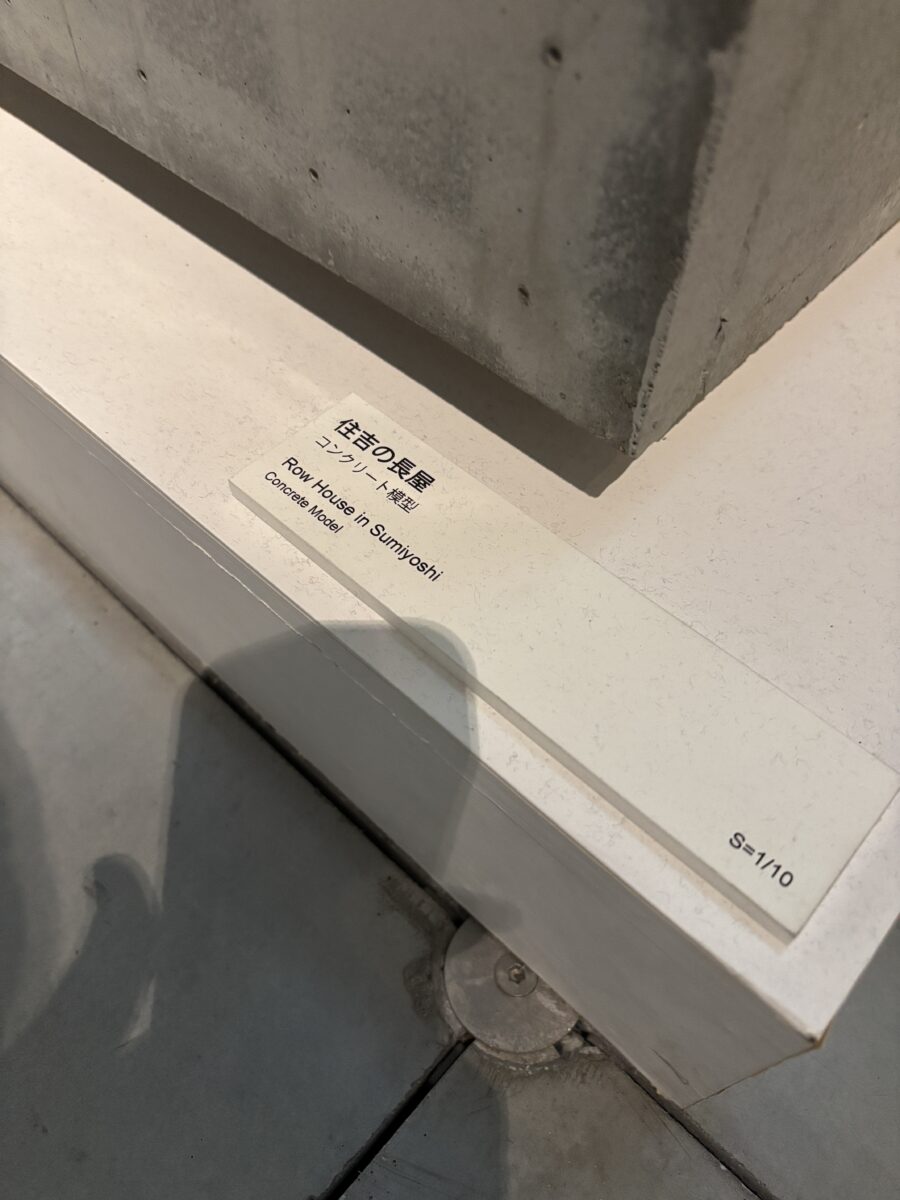 住吉の長屋
コンクリート模型
Row House in Sumiyoshi
Concrete Model
S=1/10